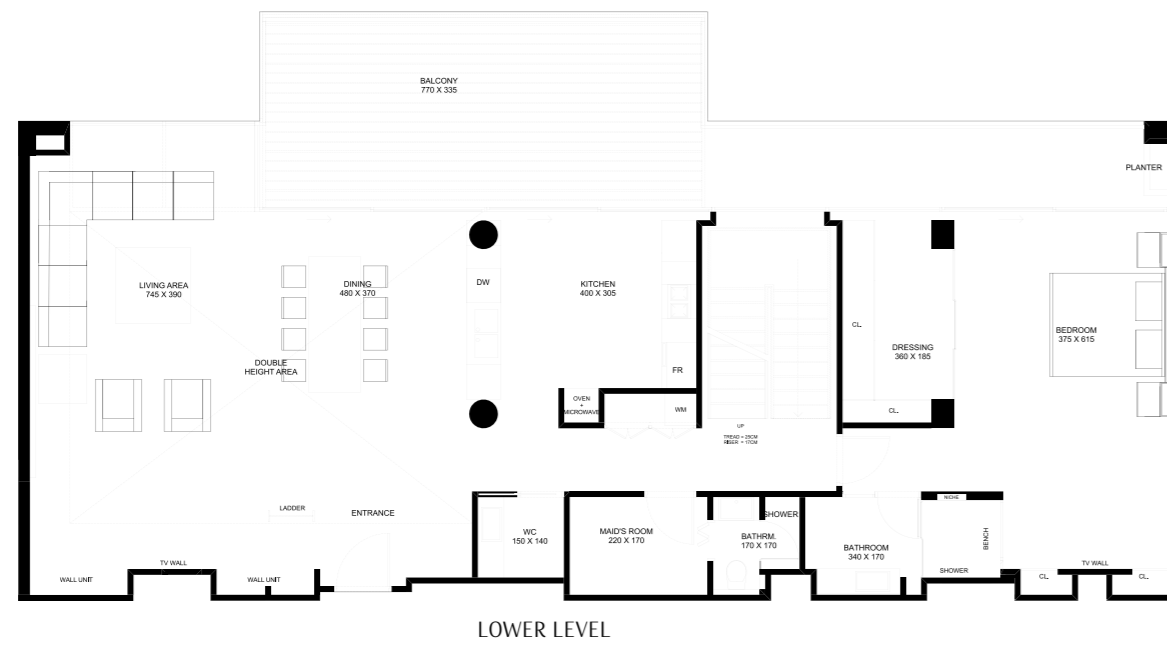 BALCONY
770 X 335
PLANTER
LIVING AREA
745 X 390
DINING
480 X 370
DW
KITCHEN
400 X 305
CL.
BEDROOM
375 X 615
DRESSING
360 X 185
DOUBLE
HEIGHT AREA
FR
OVEN
+
MICROWAVE
WM
CL.
UP
TREAD = 25CM
RISER = 17CM
LADDER
ENTRANCE
NICHE
WC
150 X 140
MAID'S ROOM
220 X 170
SHOWER
BATHRM.
170 X 170
BATHROOM
340 X 170
BENCH
SHOWER
TV WALL
TV WALL
WALL UNIT
WALL UNIT
CL.
CL.
LOWER LEVEL